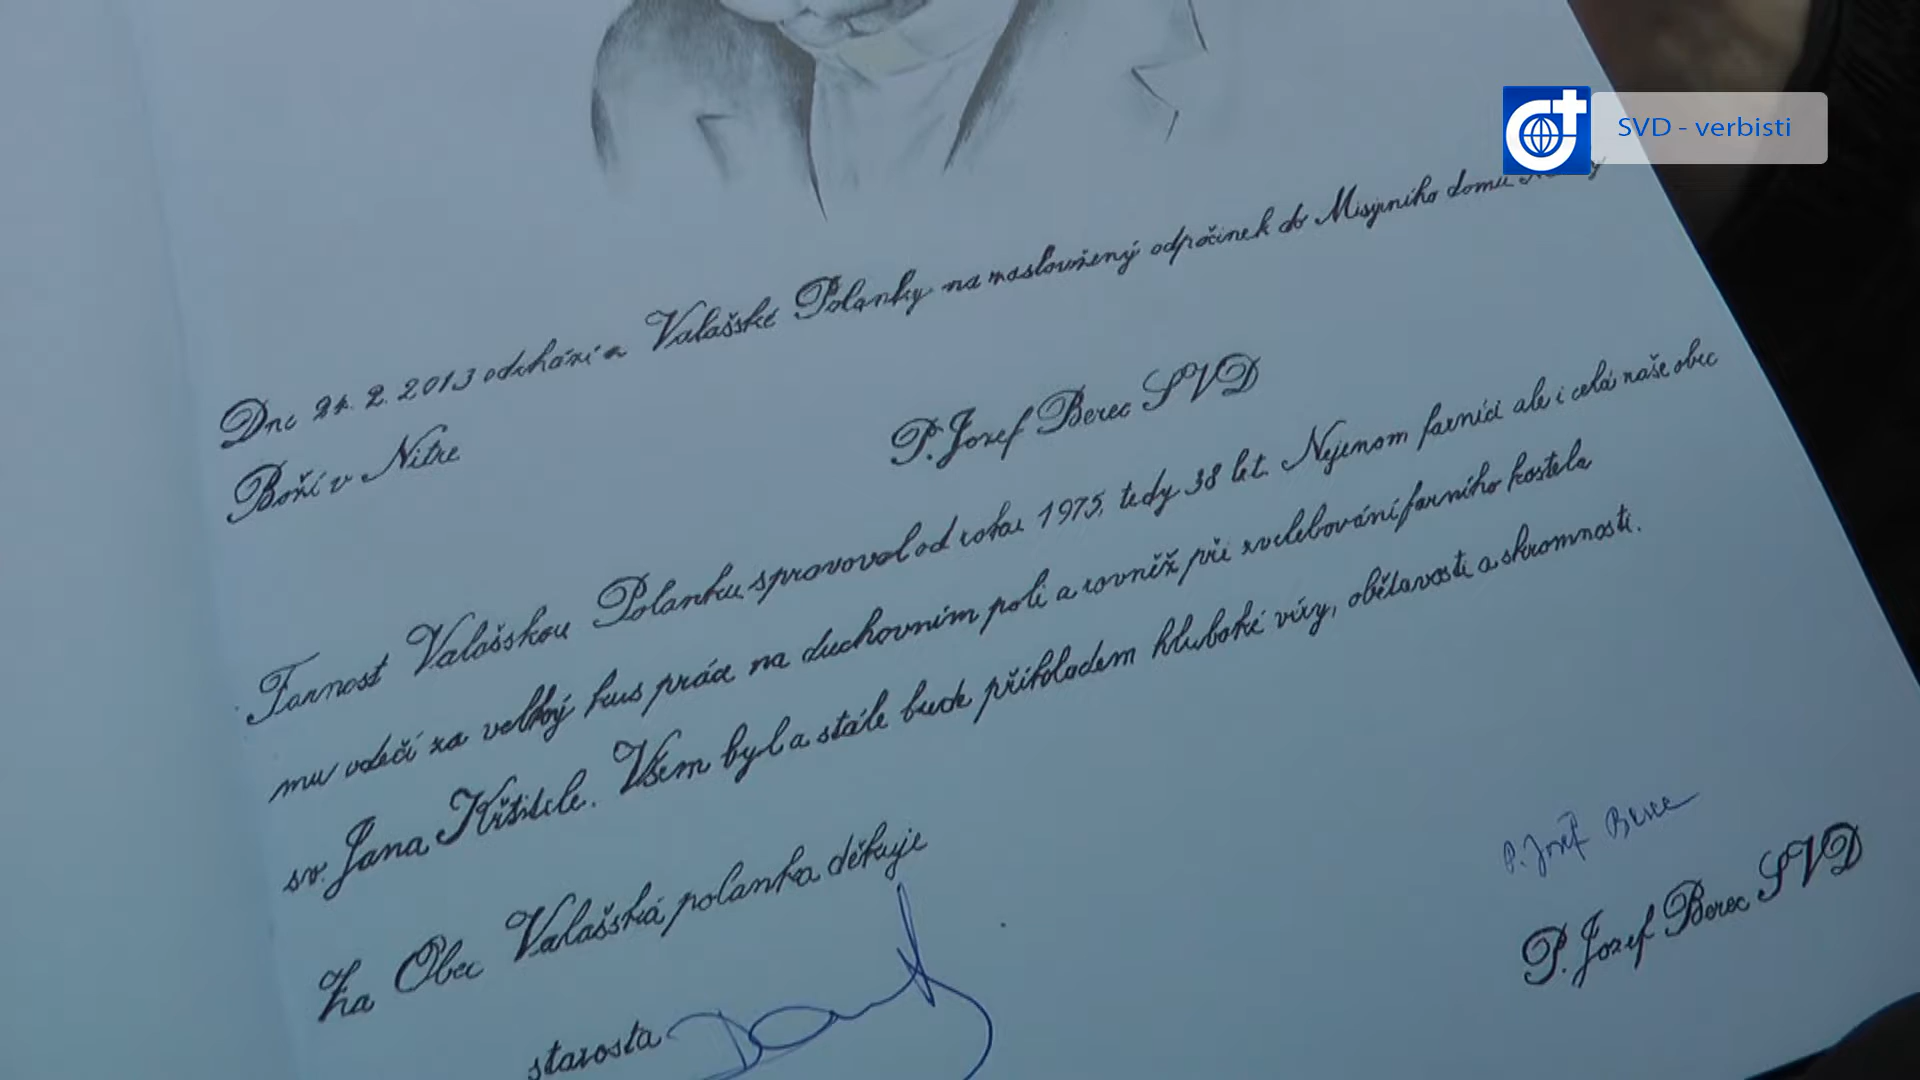 SVD - verbisti
Dne 24. 2. 2013 odchází z Valašské Polanky na zasloužený odpočinek do Misijního domu
Boží v Nitre
P. Jozef Berec SVD
Farnost Valašskou Polanku spravoval od roku 1975, tedy 38 let. Nejenom farníci ale i celá naše obec
mu vděčí za velký kus práce na duchovním poli a rovněž při zvelebování farního kostela
sv. Jana Křtitele. Všem byl a stále bude příkladem hluboké víry, obětavosti a skromnosti.
Za Obec Valašská polanka děkuje
starosta
P. Jozef Berec
P. Jozef Berec SVD